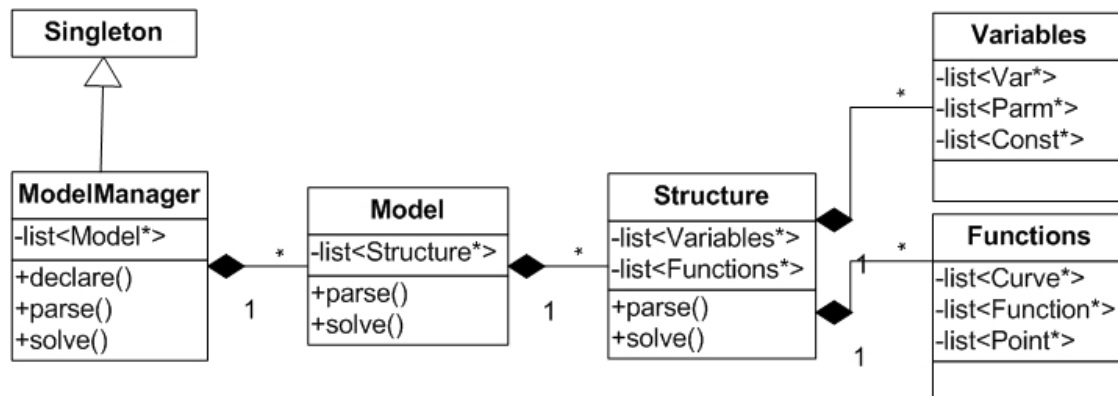 Singleton
ModelManager
-list<Model*>
+declare()
+parse()
+solve()
*
1
Model
-list<Structure*>
+parse()
+solve()
*
1
Structure
-list<Variables*>
-list<Functions*>
+parse()
+solve()
*
1
*
1
Variables
-list<Var*>
-list<Parm*>
-list<Const*>
Functions
-list<Curve*>
-list<Function*>
-list<Point*>